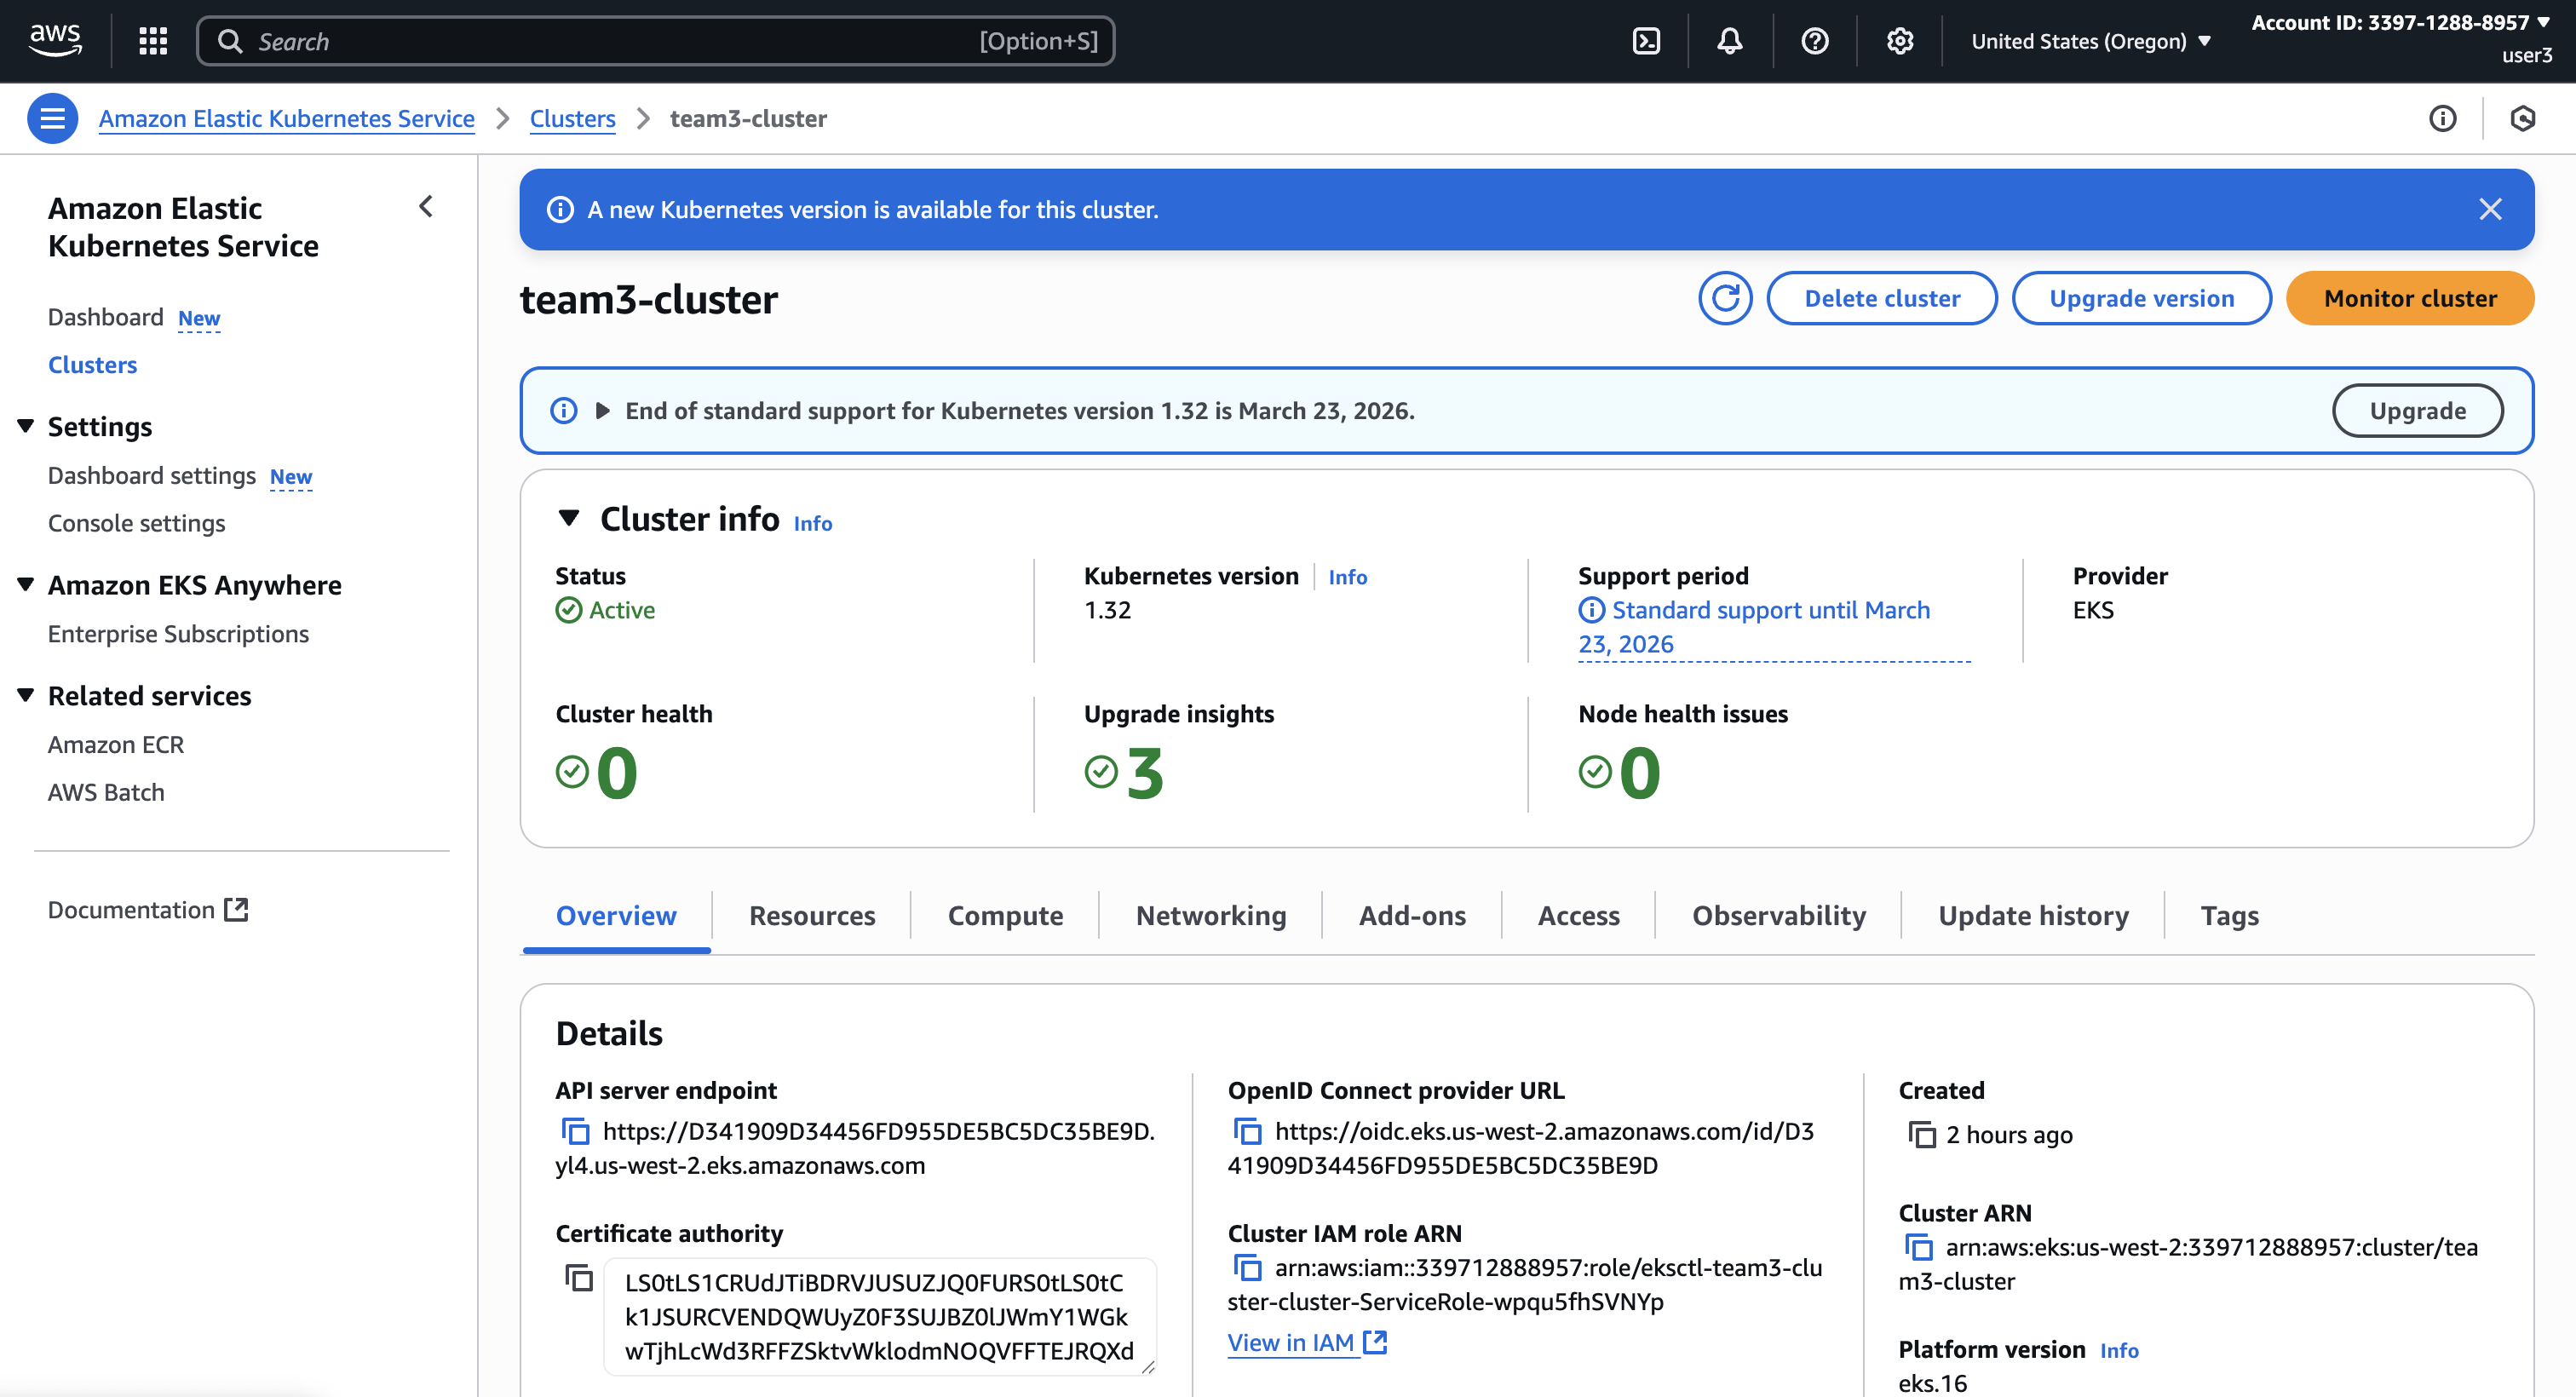 aws
Search
[Option+S]
United States (Oregon)
Account ID: 3397-1288-8957
user3
Amazon Elastic Kubernetes Service
Clusters
team3-cluster
Amazon Elastic
Kubernetes Service
Dashboard New
Clusters
Settings
Dashboard settings New
Console settings
Amazon EKS Anywhere
Enterprise Subscriptions
Related services
Amazon ECR
AWS Batch
Documentation
A new Kubernetes version is available for this cluster.
team3-cluster
Delete cluster
Upgrade version
Monitor cluster
End of standard support for Kubernetes version 1.32 is March 23, 2026.
Upgrade
Cluster info Info
Status
Active
Kubernetes version Info
1.32
Support period
Standard support until March
23, 2026
Provider
EKS
Cluster health
0
Upgrade insights
3
Node health issues
0
Overview
Resources
Compute
Networking
Add-ons
Access
Observability
Update history
Tags
Details
API server endpoint
https://D341909D34456FD955DE5BC5DC35BE9D.
yl4.us-west-2.eks.amazonaws.com
Certificate authority
LS0tLS1CRUdJTiBDRVJUSUZJQ0FURS0tLS0tC
k1JSURCVENDQWUyZ0F3SUJBZ0lJWmY1WGk
wTjhLcWd3RFFZSktvWklodmNOQVFFTEJRQXd
OpenID Connect provider URL
https://oidc.eks.us-west-2.amazonaws.com/id/D3
41909D34456FD955DE5BC5DC35BE9D
Cluster IAM role ARN
arn:aws:iam::339712888957:role/eksctl-team3-clu
ster-cluster-ServiceRole-wpqu5fhSVNYp
View in IAM
Created
2 hours ago
Cluster ARN
arn:aws:eks:us-west-2:339712888957:cluster/tea
m3-cluster
Platform version Info
eks.16